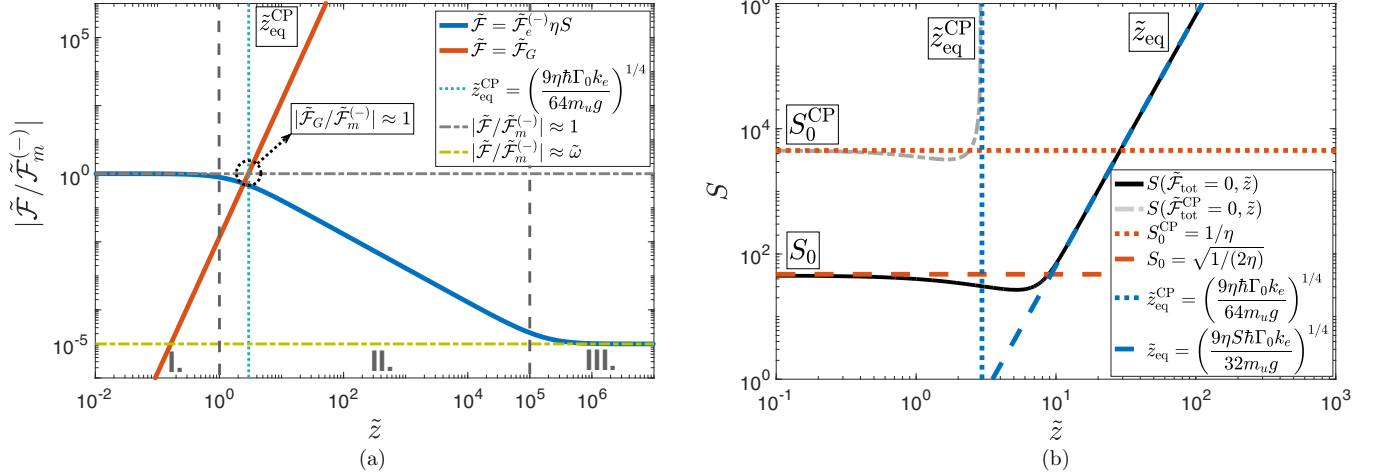 10^6
10^0
10^-5
|F̃/F̃_m^(-)|
10^-2
10^0
10^2
10^4
10^6
z̃
z̃_eq^CP
F̃ = F̃_e^(-)ηS
F̃ = F̃_G
z̃_eq^CP = (9ηℏΓ_0k_e / 64m_ug)^1/4
|F̃/F̃_m^(-)| ≈ 1
|F̃/F̃_m^(-)| ≈ ω̃
|F̃_G/F̃_m^(-)| ≈ 1
I.
II.
III.
(a)
10^6
10^4
10^2
10^0
S
10^-1
10^0
10^1
10^2
10^3
z̃
z̃_eq^CP
z̃_eq
S_0^CP
S_0
S(F̃_tot = 0, z̃)
S(F̃_tot^CP = 0, z̃)
S_0^CP = 1/η
S_0 = √1/(2η)
z̃_eq^CP = (9ηℏΓ_0k_e / 64m_ug)^1/4
z̃_eq = (9ηSℏΓ_0k_e / 32m_ug)^1/4
(b)